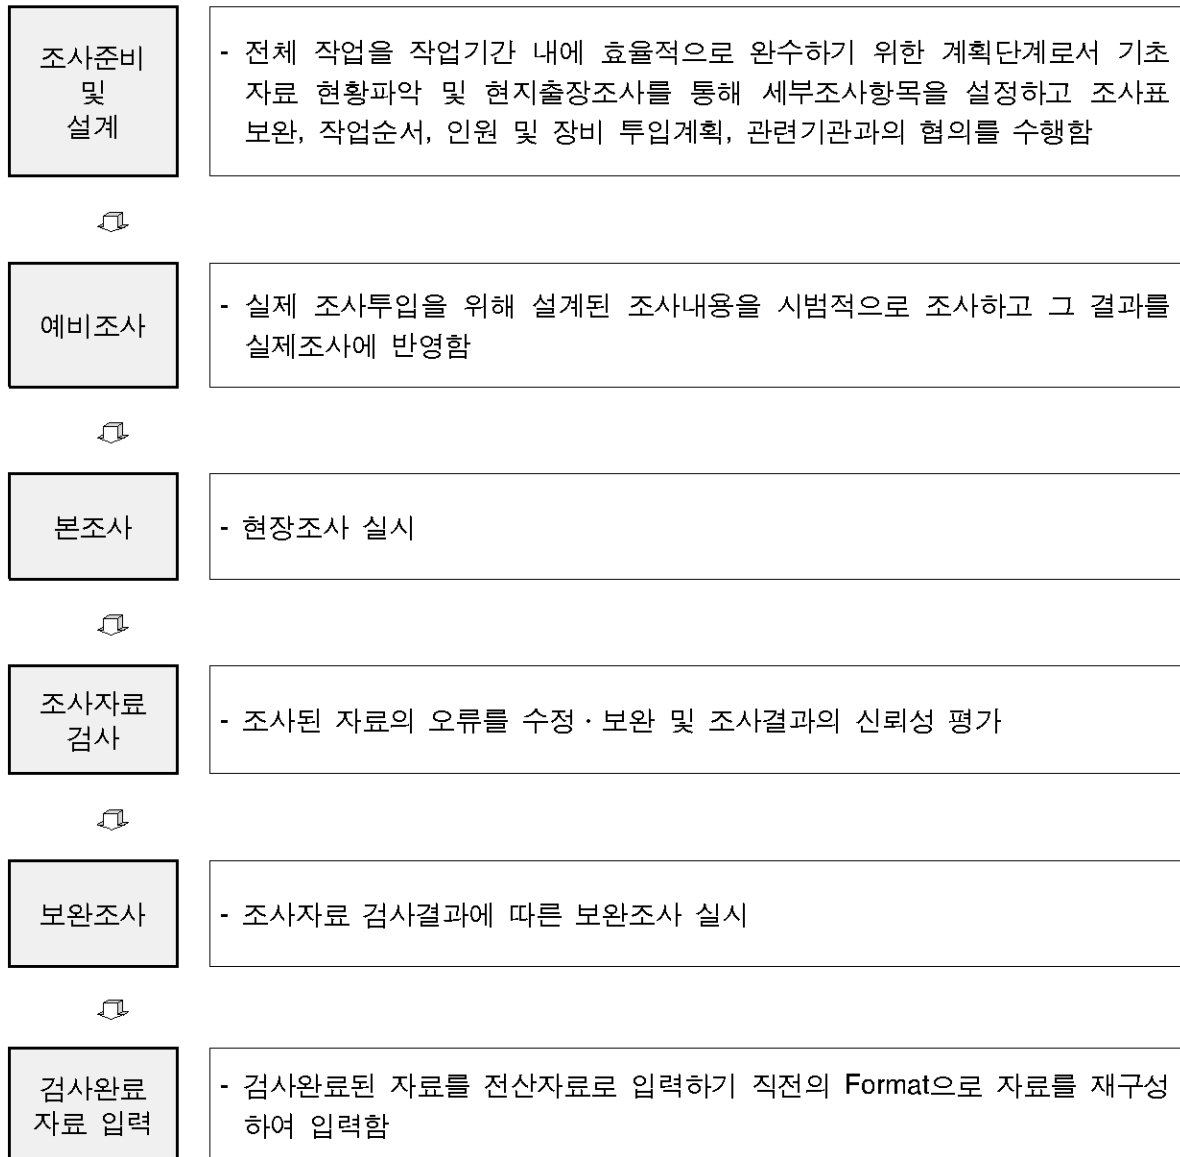 조사준비
및
설계
- 전체 작업을 작업기간 내에 효율적으로 완수하기 위한 계획단계로서 기초
자료 현황파악 및 현지출장조사를 통해 세부조사항목을 설정하고 조사표
보완, 작업순서, 인원 및 장비 투입계획, 관련기관과의 협의를 수행함
예비조사
- 실제 조사투입을 위해 설계된 조사내용을 시범적으로 조사하고 그 결과를
실제조사에 반영함
본조사
- 현장조사 실시
조사자료
검사
- 조사된 자료의 오류를 수정·보완 및 조사결과의 신뢰성 평가
보완조사
- 조사자료 검사결과에 따른 보완조사 실시
검사완료
자료 입력
- 검사완료된 자료를 전산자료로 입력하기 직전의 Format으로 자료를 재구성
하여 입력함